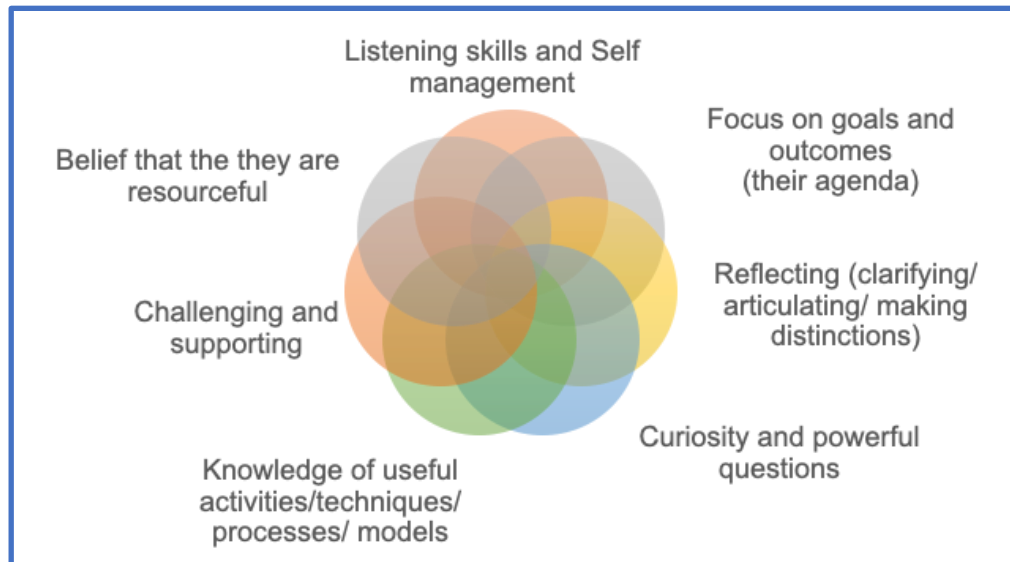 Listening skills and Self
management
Focus on goals and
outcomes
(their agenda)
Belief that the they are
resourceful
Reflecting (clarifying/
articulating/ making
distinctions)
Challenging and
supporting
Curiosity and powerful
questions
Knowledge of useful
activities/techniques/
processes/ models